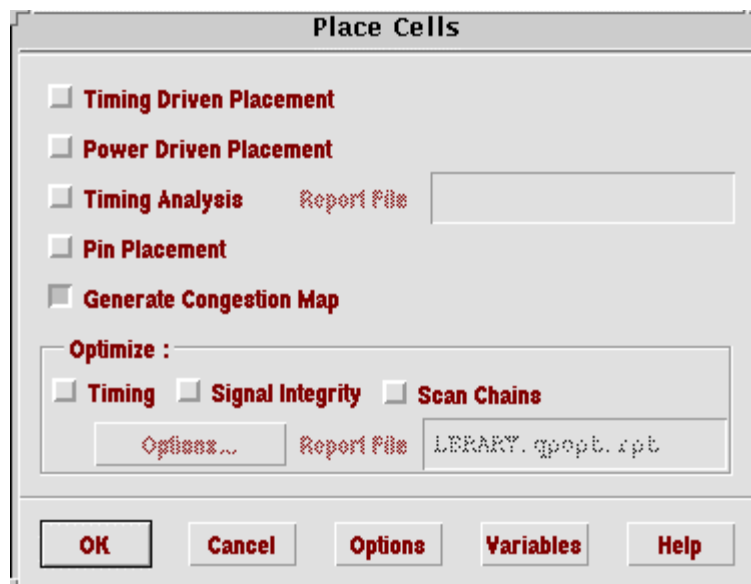 Place Cells
Timing Driven Placement
Power Driven Placement
Timing Analysis Report File
Pin Placement
Generate Congestion Map
Optimize :
Timing Signal Integrity Scan Chains
Options... Report File LBRARY.qpopt.rpt
OK Cancel Options Variables Help